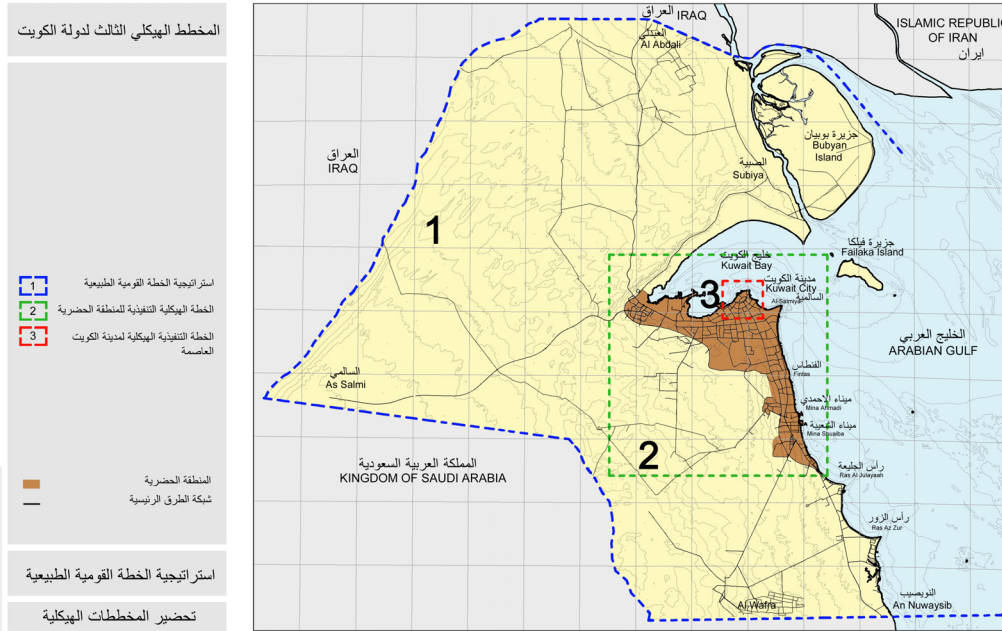 المخطط الهيكلي الثالث لدولة الكويت
1 استراتيجية الخطة القومية الطبيعية
2 الخطة الهيكلية التنفيذية للمنطقة الحضرية
3 الخطة التنفيذية الهيكلية لمدينة الكويت
العاصمة
المنطقة الحضرية
شبكة الطرق الرئيسية
استراتيجية الخطة القومية الطبيعية
تحضير المخططات الهيكلية
العراق IRAQ
العبدلي
Al Abdali
ISLAMIC REPUBLIC
OF IRAN
ايران
العراق
IRAQ
جزيرة بوبيان
Bubyan
Island
الصبية
Subiya
1
جزيرة فيلكا
Failaka Island
خليج الكويت
Kuwait Bay
مدينة الكويت
Kuwait City
السالمية
Al-Salmiya
3
الخليج العربي
ARABIAN GULF
السالمي
As Salmi
الفنطاس
Fintas
ميناء الاحمدي
Mina Ahmadi
ميناء الشعيبة
Mina Shuaiba
2
المملكة العربية السعودية
KINGDOM OF SAUDI ARABIA
رأس الجليعة
Ras Al Julayaah
رأس الزور
Ras Az Zur
النويصيب
An Nuwaysib
Al Wafra